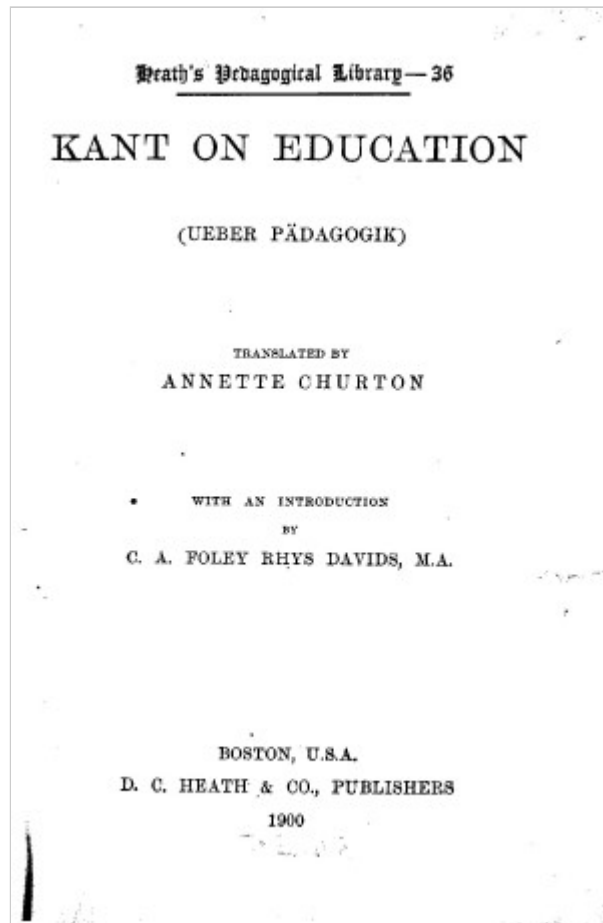 Heath's Pedagogical Library—36
KANT ON EDUCATION
(UEBER PÄDAGOGIK)
TRANSLATED BY
ANNETTE CHURTON
WITH AN INTRODUCTION
BY
C. A. FOLEY RHYS DAVIDS, M.A.
BOSTON, U.S.A.
D. C. HEATH & CO., PUBLISHERS
1900